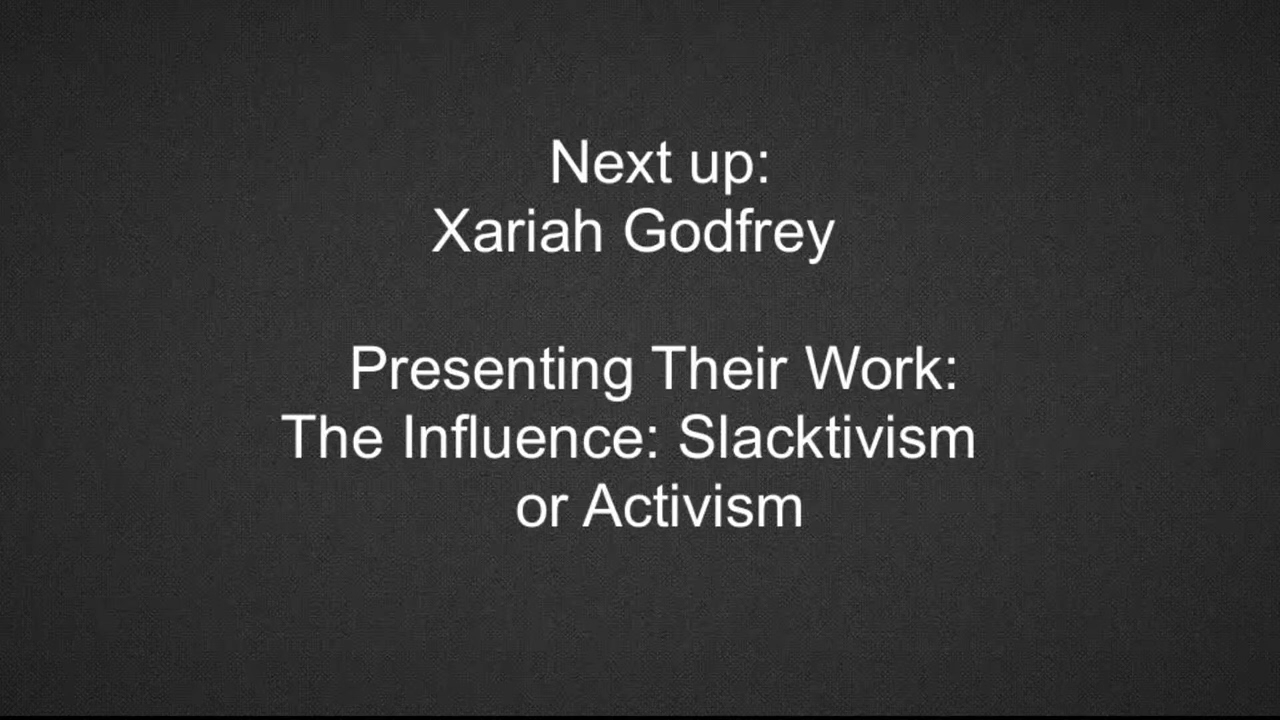 Next up:
Xariah Godfrey
Presenting Their Work:
The Influence: Slacktivism
or Activism